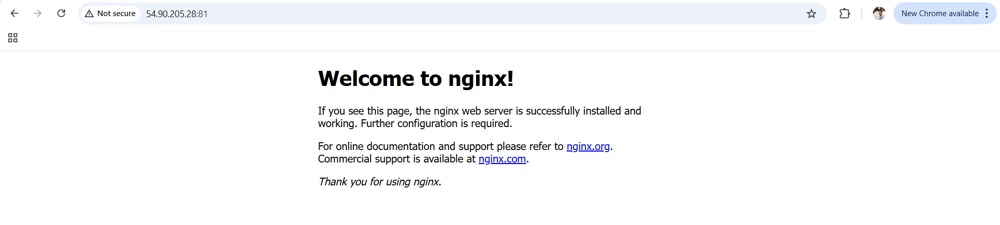 Not secure 54.90.205.28:81 New Chrome available
Welcome to nginx!
If you see this page, the nginx web server is successfully installed and
working. Further configuration is required.
For online documentation and support please refer to nginx.org.
Commercial support is available at nginx.com.
Thank you for using nginx.